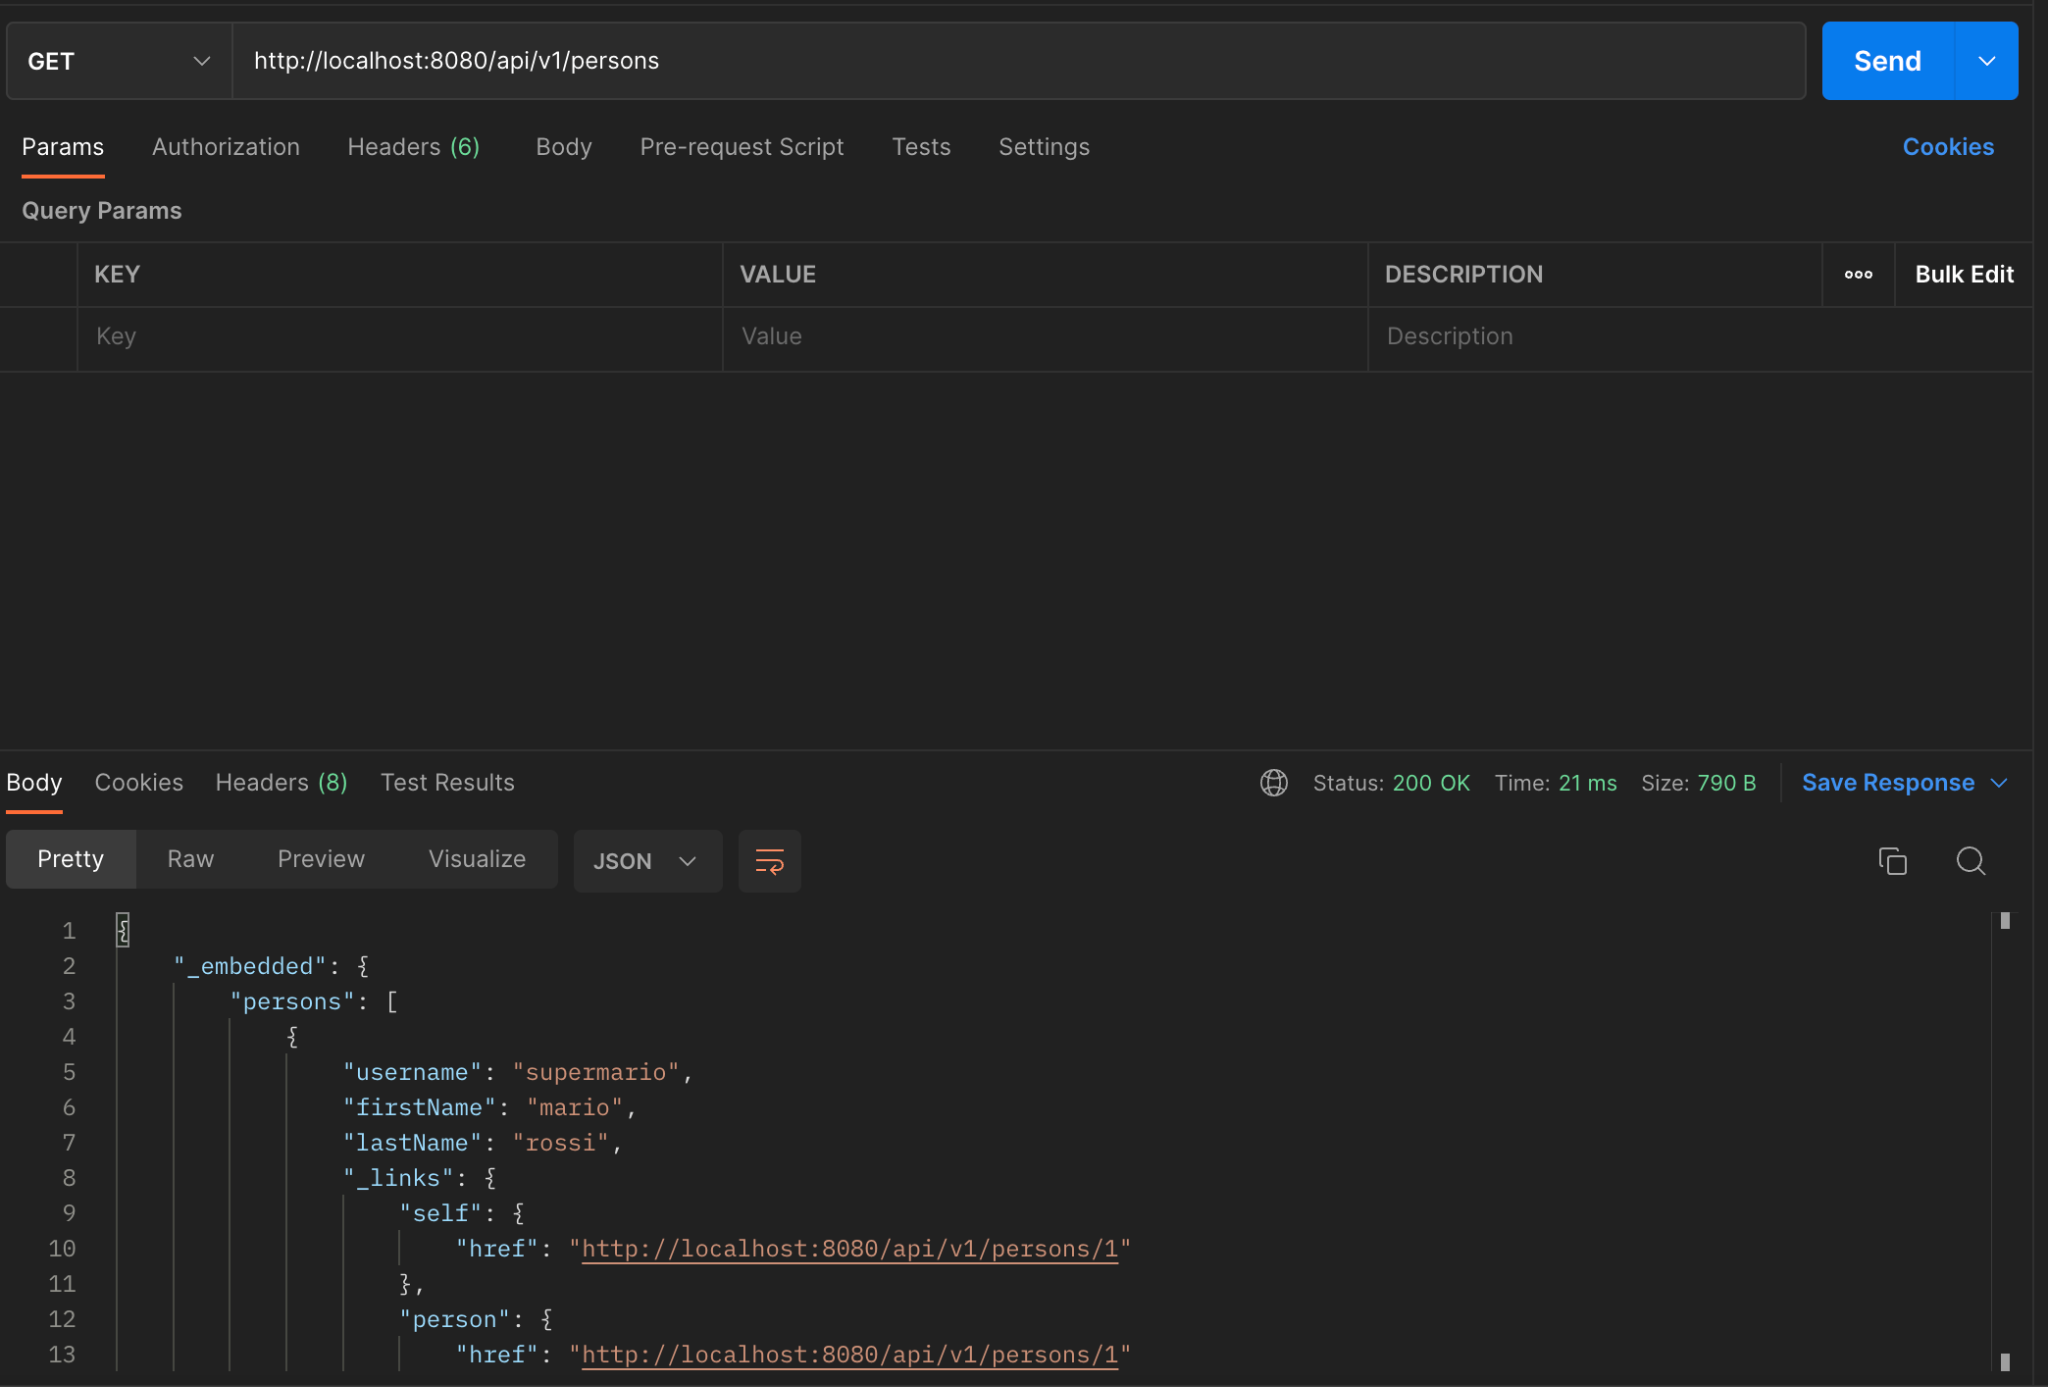 GET http://localhost:8080/api/v1/persons Send
Params Authorization Headers (6) Body Pre-request Script Tests Settings Cookies
Query Params
KEY VALUE DESCRIPTION ooo Bulk Edit
Key Value Description
Body Cookies Headers (8) Test Results Status: 200 OK Time: 21 ms Size: 790 B Save Response
Pretty Raw Preview Visualize JSON
1 {
2 "_embedded": {
3 "persons": [
4 {
5 "username": "supermario",
6 "firstName": "mario",
7 "lastName": "rossi",
8 "_links": {
9 "self": {
10 "href": "http://localhost:8080/api/v1/persons/1"
11 },
12 "person": {
13 "href": "http://localhost:8080/api/v1/persons/1"